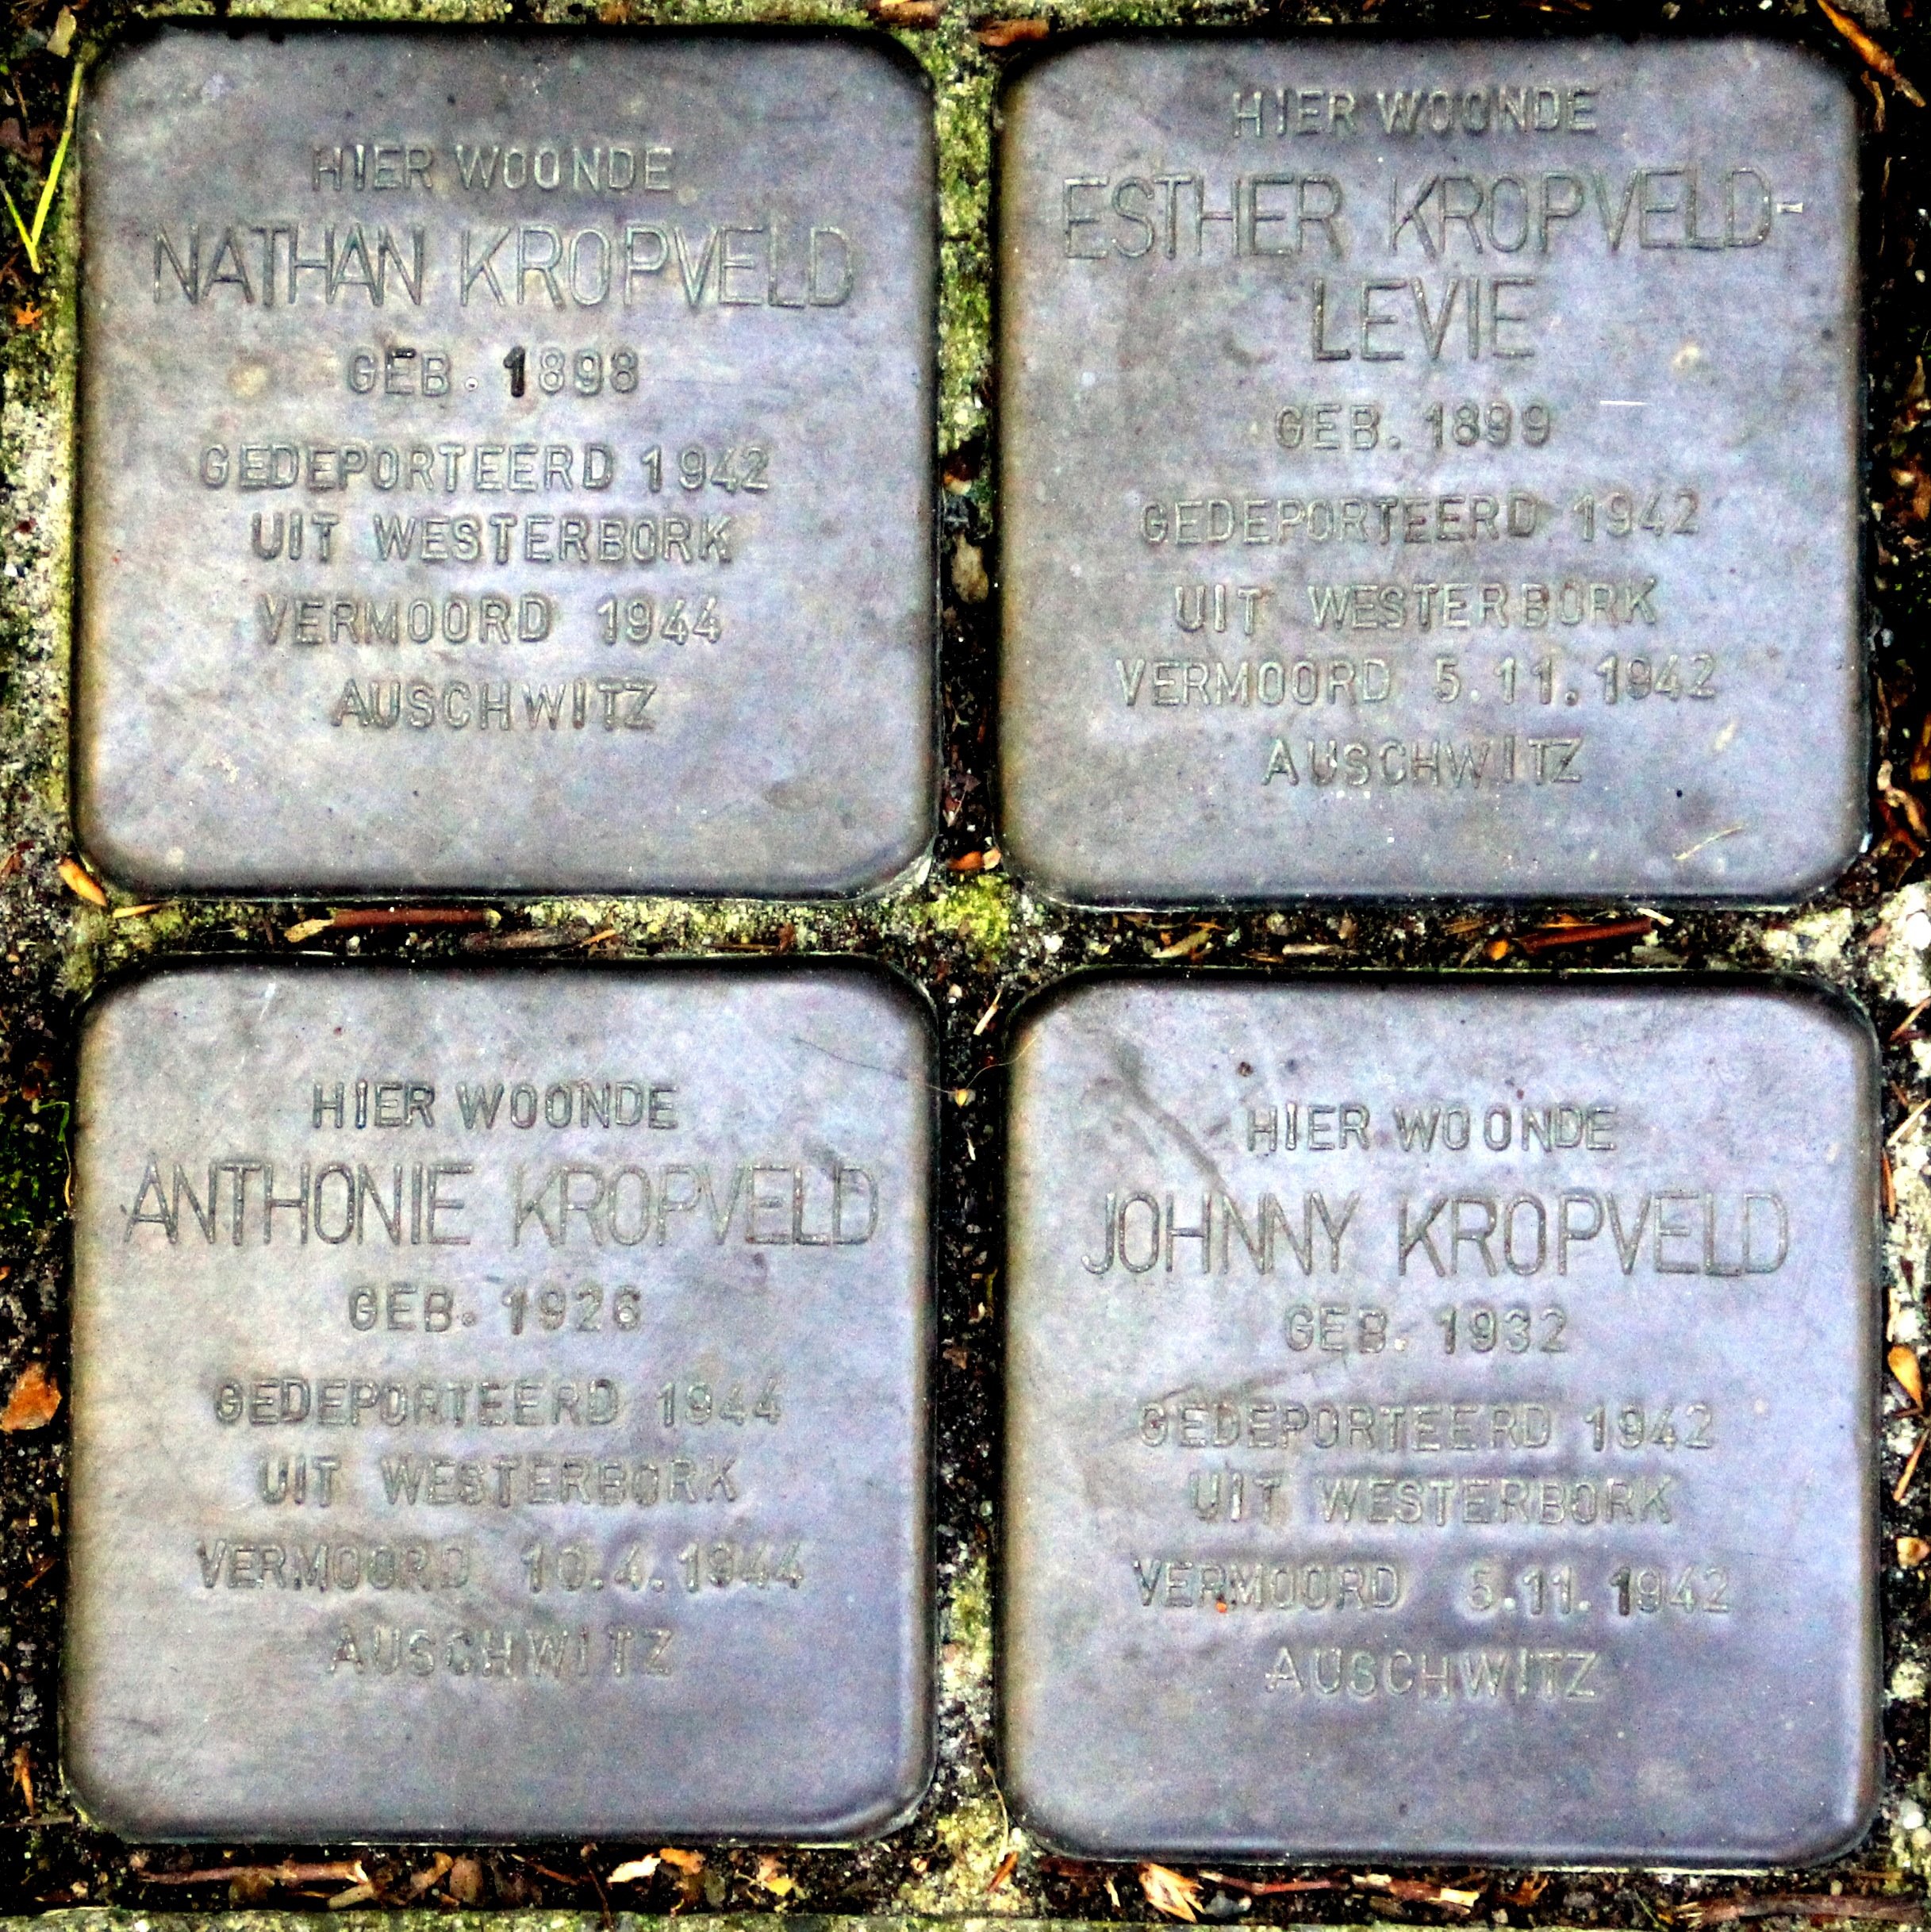 HIER WOONDE
NATHAN KROPVELD
GEB. 1898
GEDEPORTEERD 1942
UIT WESTERBORK
VERMOORD 1944
AUSCHWITZ
HIER WOONDE
ESTHER KROPVELD-
LEVIE
GEB. 1899
GEDEPORTEERD 1942
UIT WESTERBORK
VERMOORD 5.11.1942
AUSCHWITZ
HIER WOONDE
ANTHONIE KROPVELD
GEB. 1926
GEDEPORTEERD 1944
UIT WESTERBORK
VERMOORD 10.4.1944
AUSCHWITZ
HIER WOONDE
JOHNNY KROPVELD
GEB. 1932
GEDEPORTEERD 1942
UIT WESTERBORK
VERMOORD 5.11.1942
AUSCHWITZ